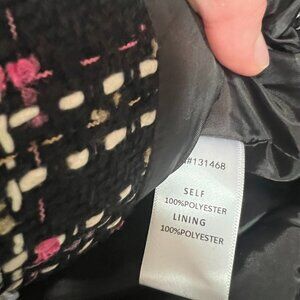 #131468
SELF
100%POLYESTER
LINING
100%POLYESTER